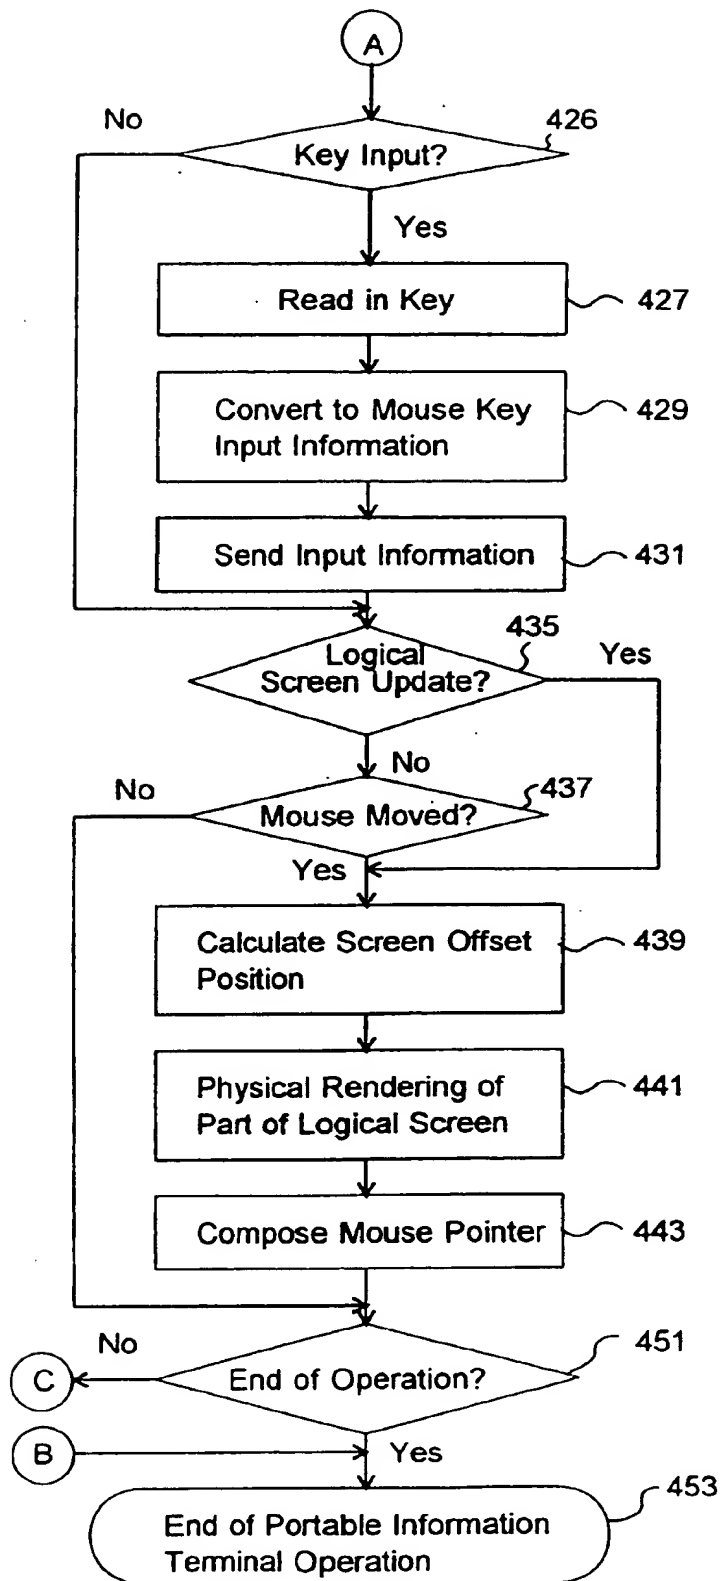 A
No
426
Key Input?
Yes
Read in Key
427
Convert to Mouse Key
Input Information
429
Send Input Information
431
435
Logical
Screen Update?
Yes
No
No
437
Mouse Moved?
Yes
Calculate Screen Offset
Position
439
Physical Rendering of
Part of Logical Screen
441
Compose Mouse Pointer
443
No
451
C
End of Operation?
B
Yes
453
End of Portable Information
Terminal Operation